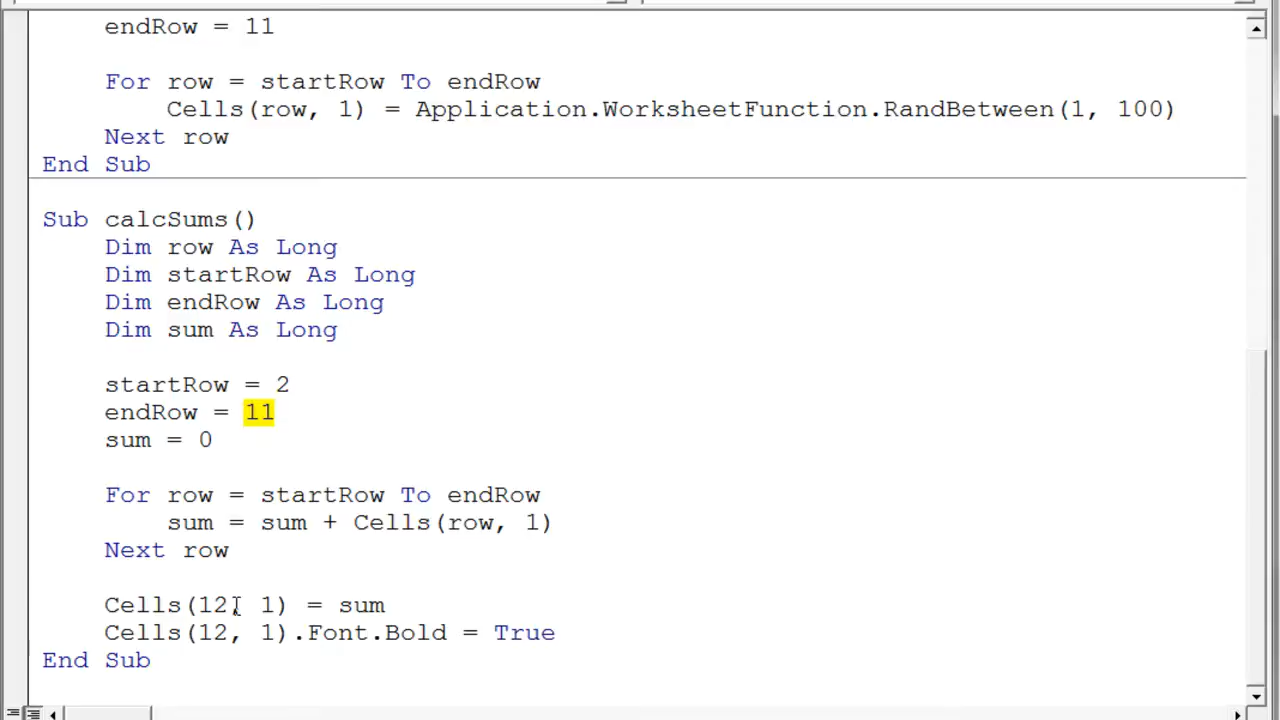 endRow = 11
For row = startRow To endRow
Cells(row, 1) = Application.WorksheetFunction.RandBetween(1, 100)
Next row
End Sub
Sub calcSums()
Dim row As Long
Dim startRow As Long
Dim endRow As Long
Dim sum As Long
startRow = 2
endRow = 11
sum = 0
For row = startRow To endRow
sum = sum + Cells(row, 1)
Next row
Cells(12, 1) = sum
Cells(12, 1).Font.Bold = True
End Sub